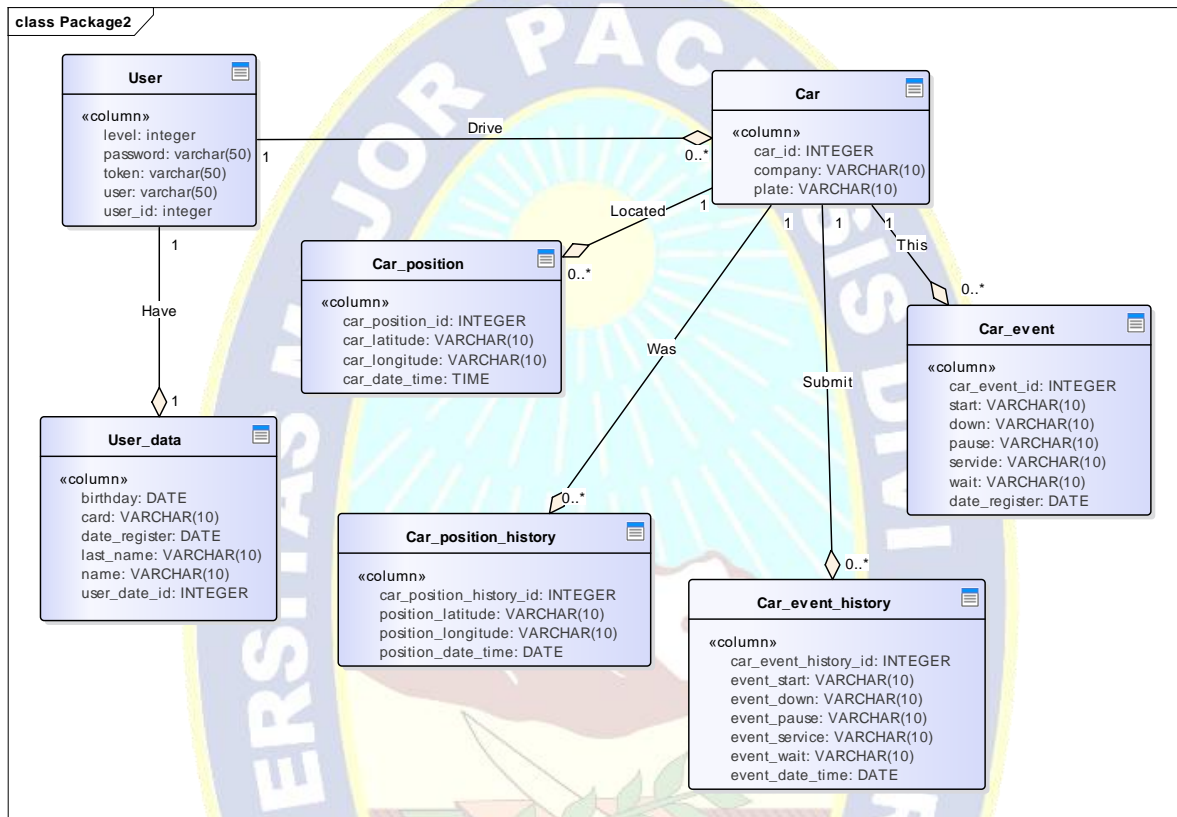 class Package2
User
«column»
level: integer
password: varchar(50)
token: varchar(50)
user: varchar(50)
user_id: integer
1
Drive
0..*
Car
«column»
car_id: INTEGER
company: VARCHAR(10)
plate: VARCHAR(10)
1
Located
0..*
Car_position
«column»
car_position_id: INTEGER
car_latitude: VARCHAR(10)
car_longitude: VARCHAR(10)
car_date_time: TIME
1
Was
0..*
1
Submit
0..*
1
This
0..*
Car_event
«column»
car_event_id: INTEGER
start: VARCHAR(10)
down: VARCHAR(10)
pause: VARCHAR(10)
servide: VARCHAR(10)
wait: VARCHAR(10)
date_register: DATE
1
Have
1
User_data
«column»
birthday: DATE
card: VARCHAR(10)
date_register: DATE
last_name: VARCHAR(10)
name: VARCHAR(10)
user_date_id: INTEGER
Car_position_history
«column»
car_position_history_id: INTEGER
position_latitude: VARCHAR(10)
position_longitude: VARCHAR(10)
position_date_time: DATE
Car_event_history
«column»
car_event_history_id: INTEGER
event_start: VARCHAR(10)
event_down: VARCHAR(10)
event_pause: VARCHAR(10)
event_service: VARCHAR(10)
event_wait: VARCHAR(10)
event_date_time: DATE